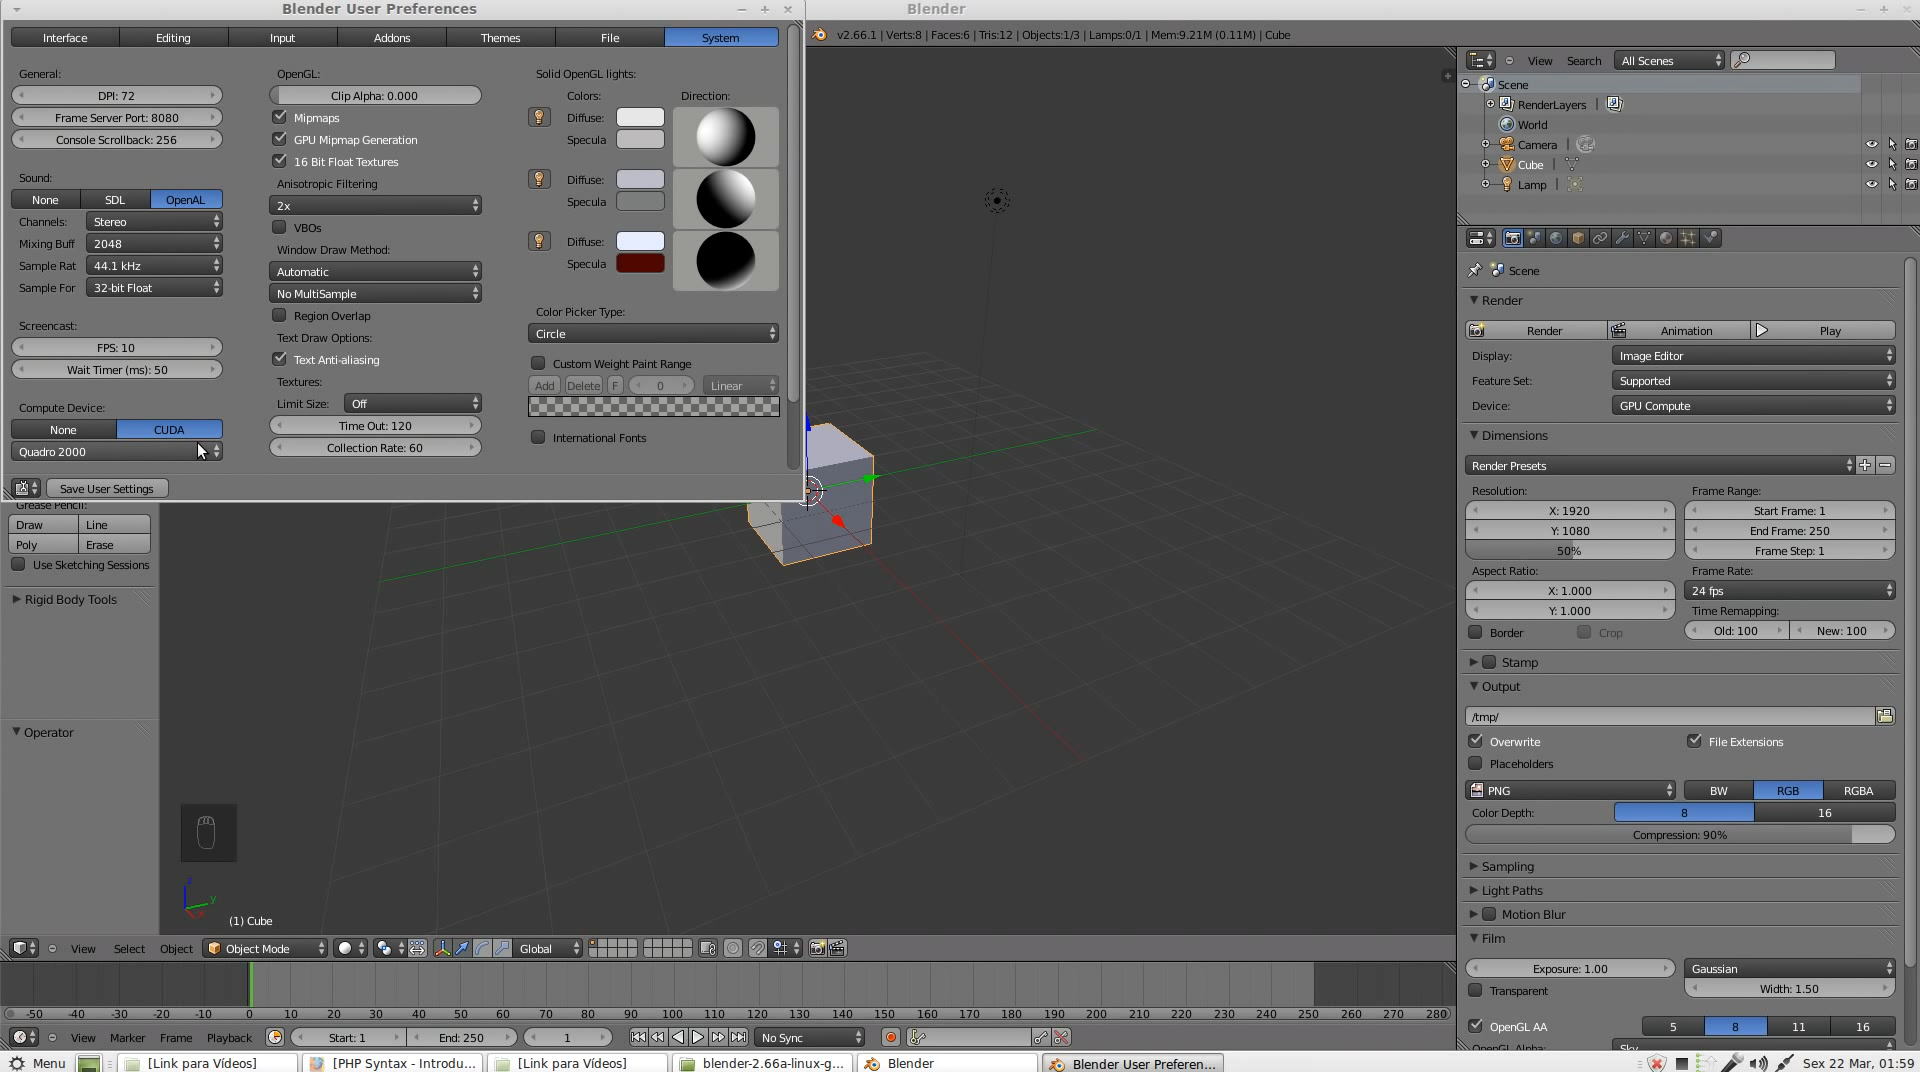 Blender User Preferences
Blender
Interface Editing Input Addons Themes File System
v2.66.1 | Verts:8 | Faces:6 | Tris:12 | Objects:1/3 | Lamps:0/1 | Mem:9.21M (0.11M) | Cube
General:
DPI: 72
Frame Server Port: 8080
Console Scrollback: 256
Sound:
None SDL OpenAL
Channels: Stereo
Mixing Buff 2048
Sample Rat 44.1 kHz
Sample For 32-bit Float
Screencast:
FPS: 10
Wait Timer (ms): 50
Compute Device:
None CUDA
Quadro 2000
OpenGL:
Clip Alpha: 0.000
Mipmaps
GPU Mipmap Generation
16 Bit Float Textures
Anisotropic Filtering
2x
VBOs
Window Draw Method:
Automatic
No MultiSample
Region Overlap
Text Draw Options:
Text Anti-aliasing
Textures:
Limit Size: Off
Time Out: 120
Collection Rate: 60
Solid OpenGL lights:
Colors: Direction:
Diffuse:
Specula
Diffuse:
Specula
Diffuse:
Specula
Color Picker Type:
Circle
Custom Weight Paint Range
Add Delete F 0 Linear
International Fonts
Save User Settings
Grease Pencil:
Draw Line
Poly Erase
Use Sketching Sessions
Rigid Body Tools
Operator
z
y
x
(1) Cube
View Search All Scenes
Scene
RenderLayers
World
Camera
Cube
Lamp
Scene
Render
Render Animation Play
Display: Image Editor
Feature Set: Supported
Device: GPU Compute
Dimensions
Render Presets
Resolution: Frame Range:
X: 1920 Start Frame: 1
Y: 1080 End Frame: 250
50% Frame Step: 1
Aspect Ratio: Frame Rate:
X: 1.000 24 fps
Y: 1.000 Time Remapping:
Border Crop Old: 100 New: 100
Stamp
Output
/tmp/
Overwrite File Extensions
Placeholders
PNG BW RGB RGBA
Color Depth: 8 16
Compression: 90%
Sampling
Light Paths
Motion Blur
Film
Exposure: 1.00 Gaussian
Transparent Width: 1.50
OpenGL AA 5 8 11 16
OpenGL Alpha: Sky
View Select Object Object Mode Global
-50 -40 -30 -20 -10 0 10 20 30 40 50 60 70 80 90 100 110 120 130 140 150 160 170 180 190 200 210 220 230 240 250 260 270 280
View Marker Frame Playback Start: 1 End: 250 1 No Sync
Menu [Link para Vídeos] [PHP Syntax - Introdu... [Link para Vídeos] blender-2.66a-linux-g... Blender Blender User Preferen... Sex 22 Mar, 01:59